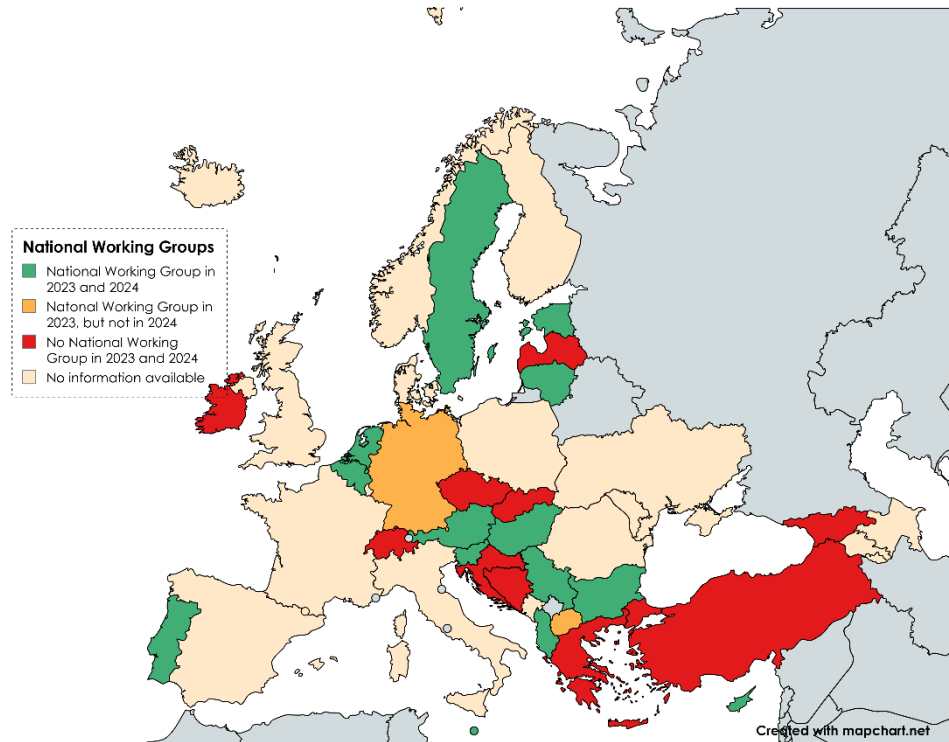 National Working Groups
National Working Group in
2023 and 2024
National Working Group in
2023, but not in 2024
No National Working
Group in 2023 and 2024
No information available
Created with mapchart.net